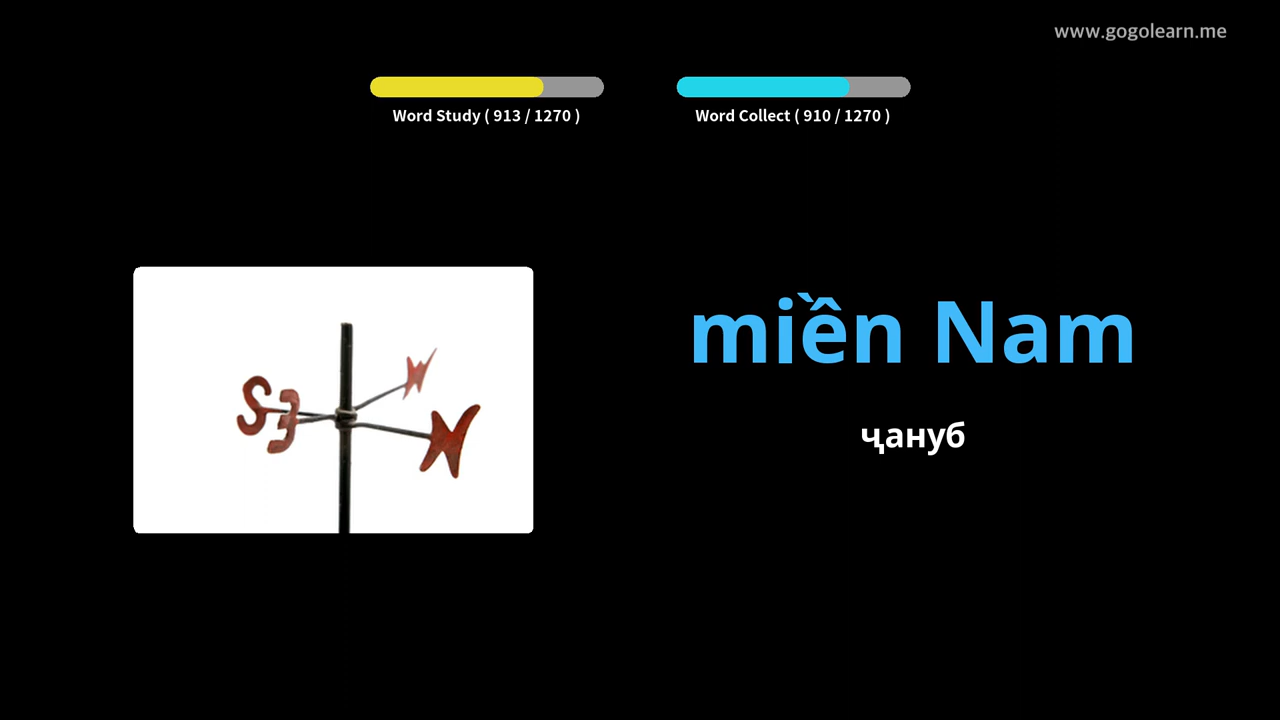 www.gogolearn.me
Word Study ( 913 / 1270 )
Word Collect ( 910 / 1270 )
miền Nam
ҷануб
S E N